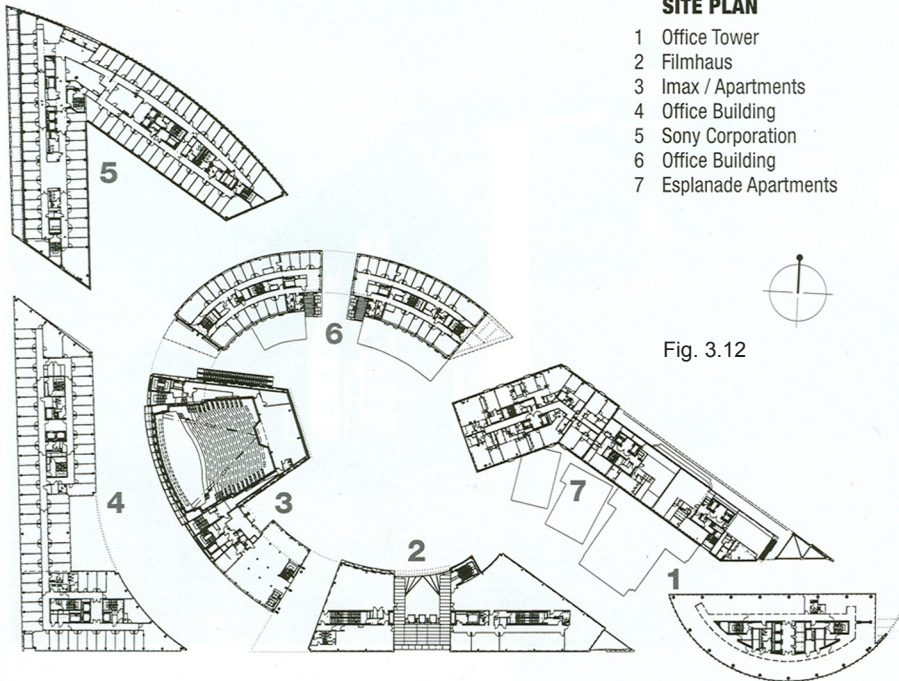 SITE PLAN
1 Office Tower
2 Filmhaus
3 Imax / Apartments
4 Office Building
5 Sony Corporation
6 Office Building
7 Esplanade Apartments
5
6
Fig. 3.12
4
3
7
2
1